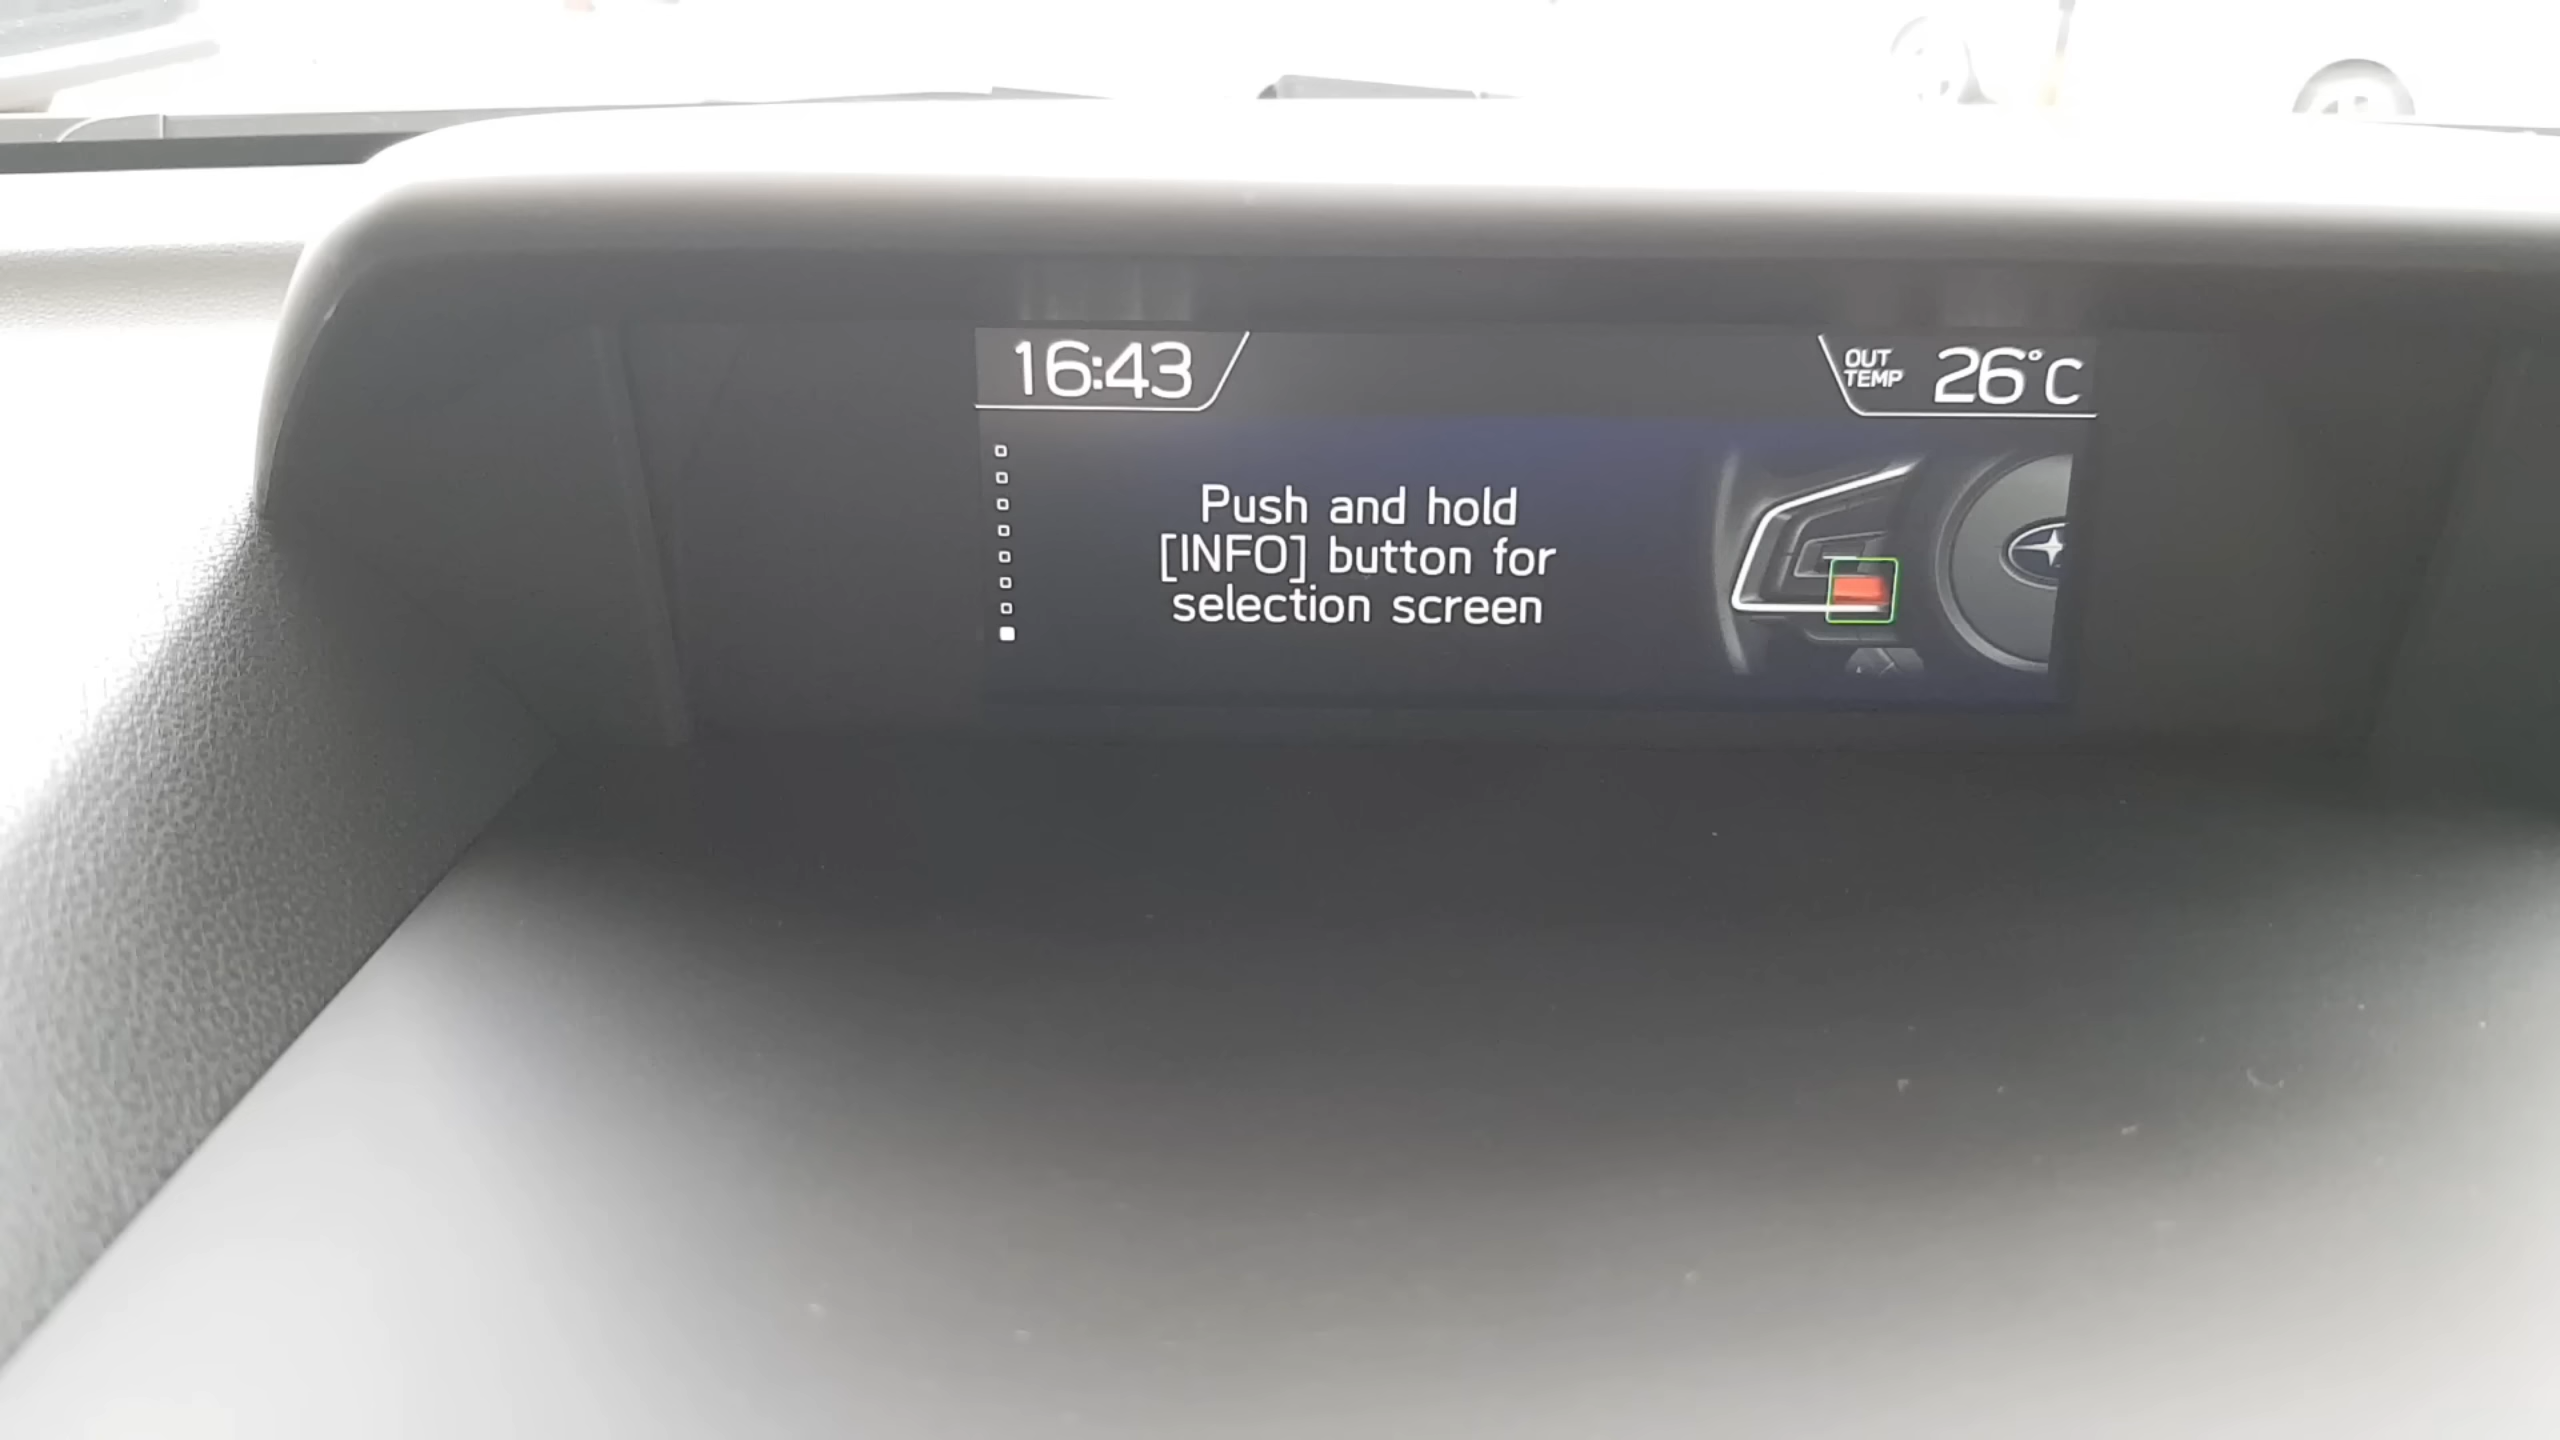 16:43
OUT
TEMP
26°C
Push and hold
[INFO] button for
selection screen